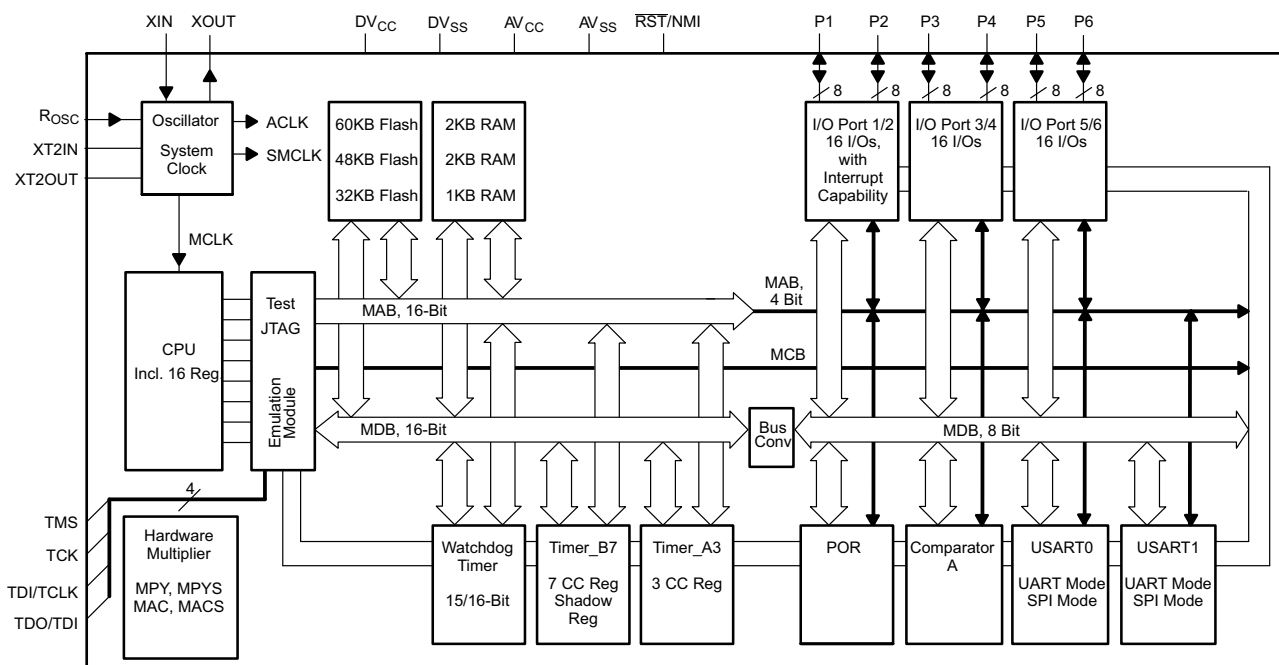 XIN XOUT DVCC DVSS AVCC AVSS RST/NMI P1 P2 P3 P4 P5 P6
8 8 8 8 8 8
ROSC
XT2IN
XT2OUT
Oscillator
System
Clock
ACLK
SMCLK
MCLK
60KB Flash
48KB Flash
32KB Flash
2KB RAM
2KB RAM
1KB RAM
I/O Port 1/2
16 I/Os,
with
Interrupt
Capability
I/O Port 3/4
16 I/Os
I/O Port 5/6
16 I/Os
CPU
Incl. 16 Reg.
Test
JTAG
Emulation
Module
MAB, 16-Bit
MAB,
4 Bit
MCB
MDB, 16-Bit
Bus
Conv
MDB, 8 Bit
4
TMS
TCK
TDI/TCLK
TDO/TDI
Hardware
Multiplier
MPY, MPYS
MAC, MACS
Watchdog
Timer
15/16-Bit
Timer_B7
7 CC Reg
Shadow
Reg
Timer_A3
3 CC Reg
POR
Comparator
A
USART0
UART Mode
SPI Mode
USART1
UART Mode
SPI Mode